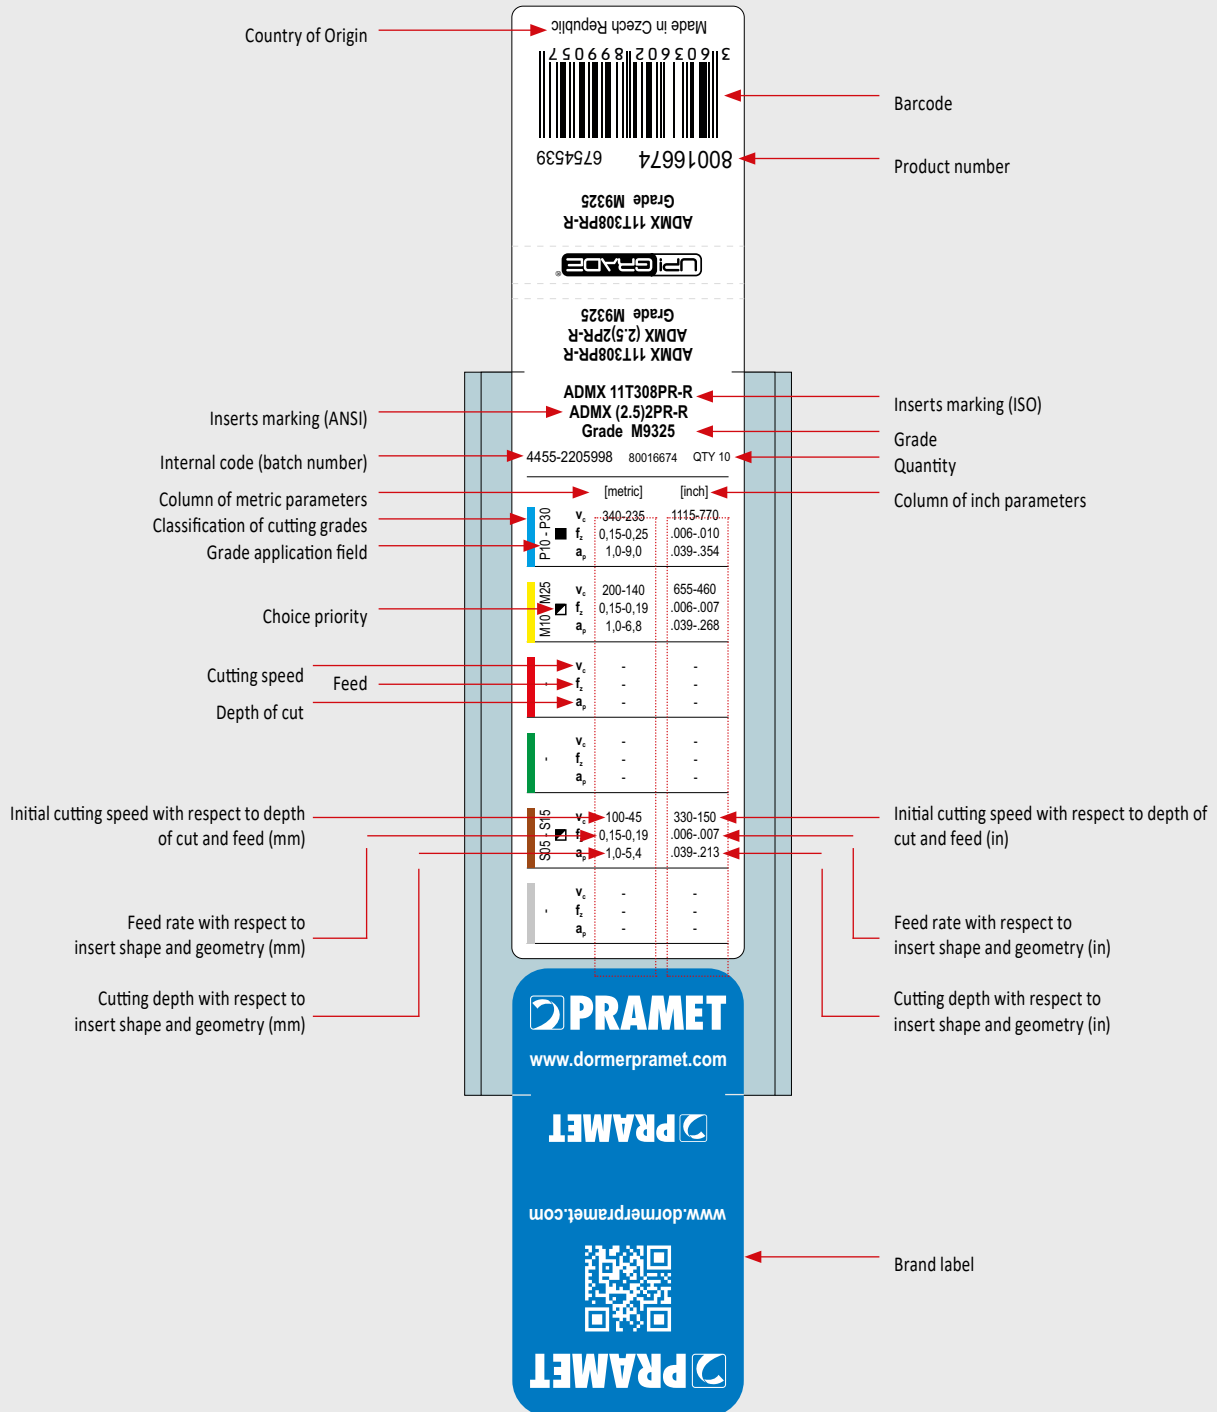 Country of Origin
Made in Czech Republic
3 603602 899057
Barcode
80016674 6754539
Product number
ADMX 11T308PR-R
Grade M9325
UPiGRADE®
ADMX 11T308PR-R
ADMX (2.5)2PR-R
Grade M9325
ADMX 11T308PR-R
Inserts marking (ISO)
Inserts marking (ANSI)
ADMX (2.5)2PR-R
Grade M9325
Grade
Internal code (batch number)
4455-2205998 80016674 QTY 10
Quantity
Column of metric parameters
[metric] [inch]
Column of inch parameters
Classification of cutting grades
Grade application field
P10 - P30
vc 340-235 1115-770
fz 0,15-0,25 .006-.010
ap 1,0-9,0 .039-.354
Choice priority
M10 - M25
vc 200-140 655-460
fz 0,15-0,19 .006-.007
ap 1,0-6,8 .039-.268
Cutting speed
Feed
Depth of cut
-
vc - -
fz - -
ap - -
-
vc - -
fz - -
ap - -
Initial cutting speed with respect to depth
of cut and feed (mm)
S05 - S15
vc 100-45 330-150
fz 0,15-0,19 .006-.007
ap 1,0-5,4 .039-.213
Initial cutting speed with respect to depth of
cut and feed (in)
-
vc - -
fz - -
ap - -
Feed rate with respect to
insert shape and geometry (mm)
Feed rate with respect to
insert shape and geometry (in)
Cutting depth with respect to
insert shape and geometry (mm)
Cutting depth with respect to
insert shape and geometry (in)
PRAMET
www.dormerpramet.com
PRAMET
www.dormerpramet.com
Brand label
PRAMET